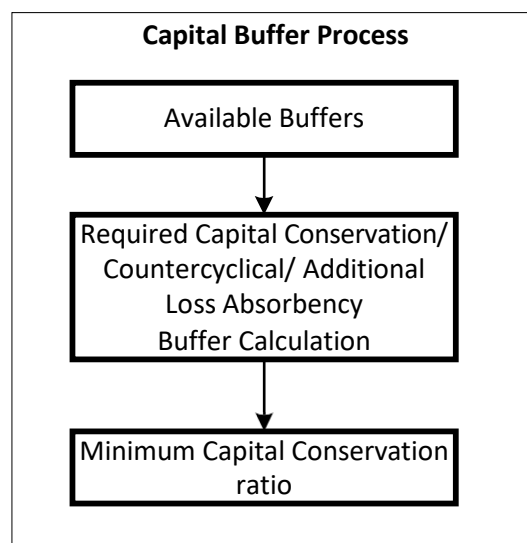 Capital Buffer Process
Available Buffers
Required Capital Conservation/
Countercyclical/ Additional
Loss Absorbency
Buffer Calculation
Minimum Capital Conservation
ratio